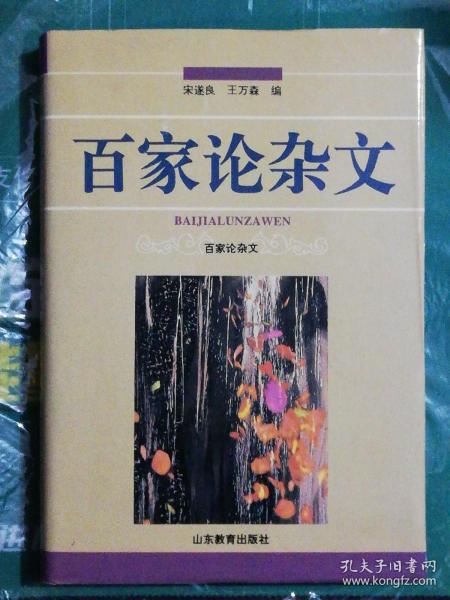 宋遂良 王万森 编
百家论杂文
BAIJIALUNZAWEN
百家论杂文
山东教育出版社
孔夫子旧书网
www.kongfz.com